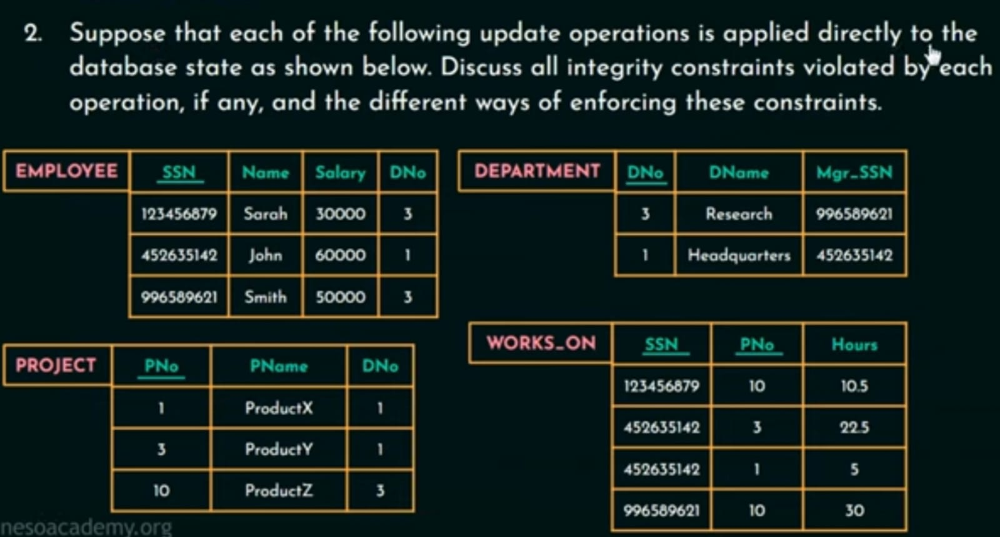 2. Suppose that each of the following update operations is applied directly to the
database state as shown below. Discuss all integrity constraints violated by each
operation, if any, and the different ways of enforcing these constraints.
EMPLOYEE SSN Name Salary DNo
123456879 Sarah 30000 3
452635142 John 60000 1
996589621 Smith 50000 3
DEPARTMENT DNo DName Mgr_SSN
3 Research 996589621
1 Headquarters 452635142
PROJECT PNo PName DNo
1 ProductX 1
3 ProductY 1
10 ProductZ 3
WORKS_ON SSN PNo Hours
123456879 10 10.5
452635142 3 22.5
452635142 1 5
996589621 10 30
nesoacademy.org